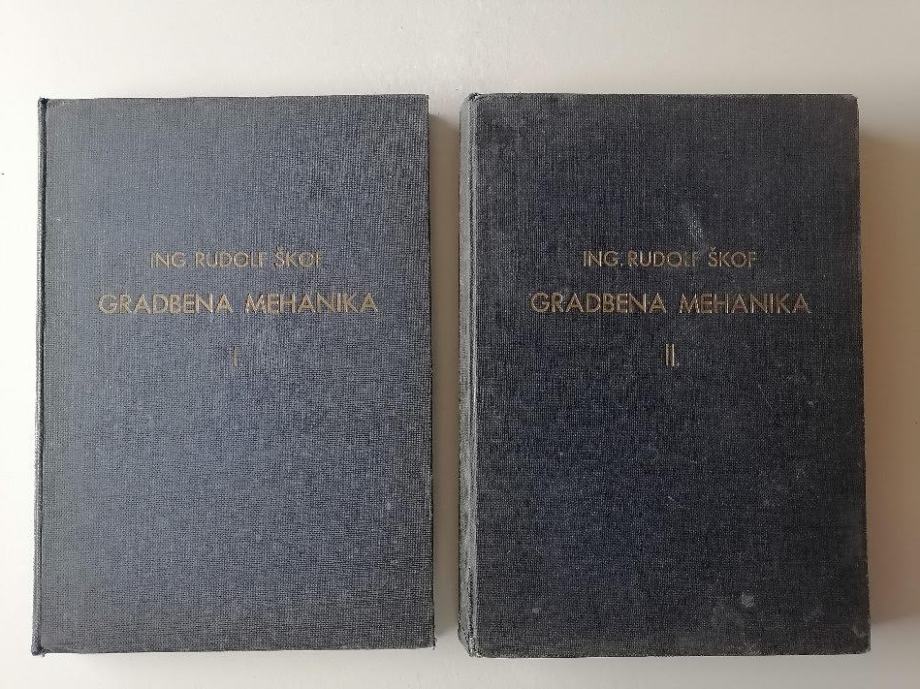 ING. RUDOLF ŠKOF
GRADBENA MEHANIKA
I.
ING. RUDOLF ŠKOF
GRADBENA MEHANIKA
II.